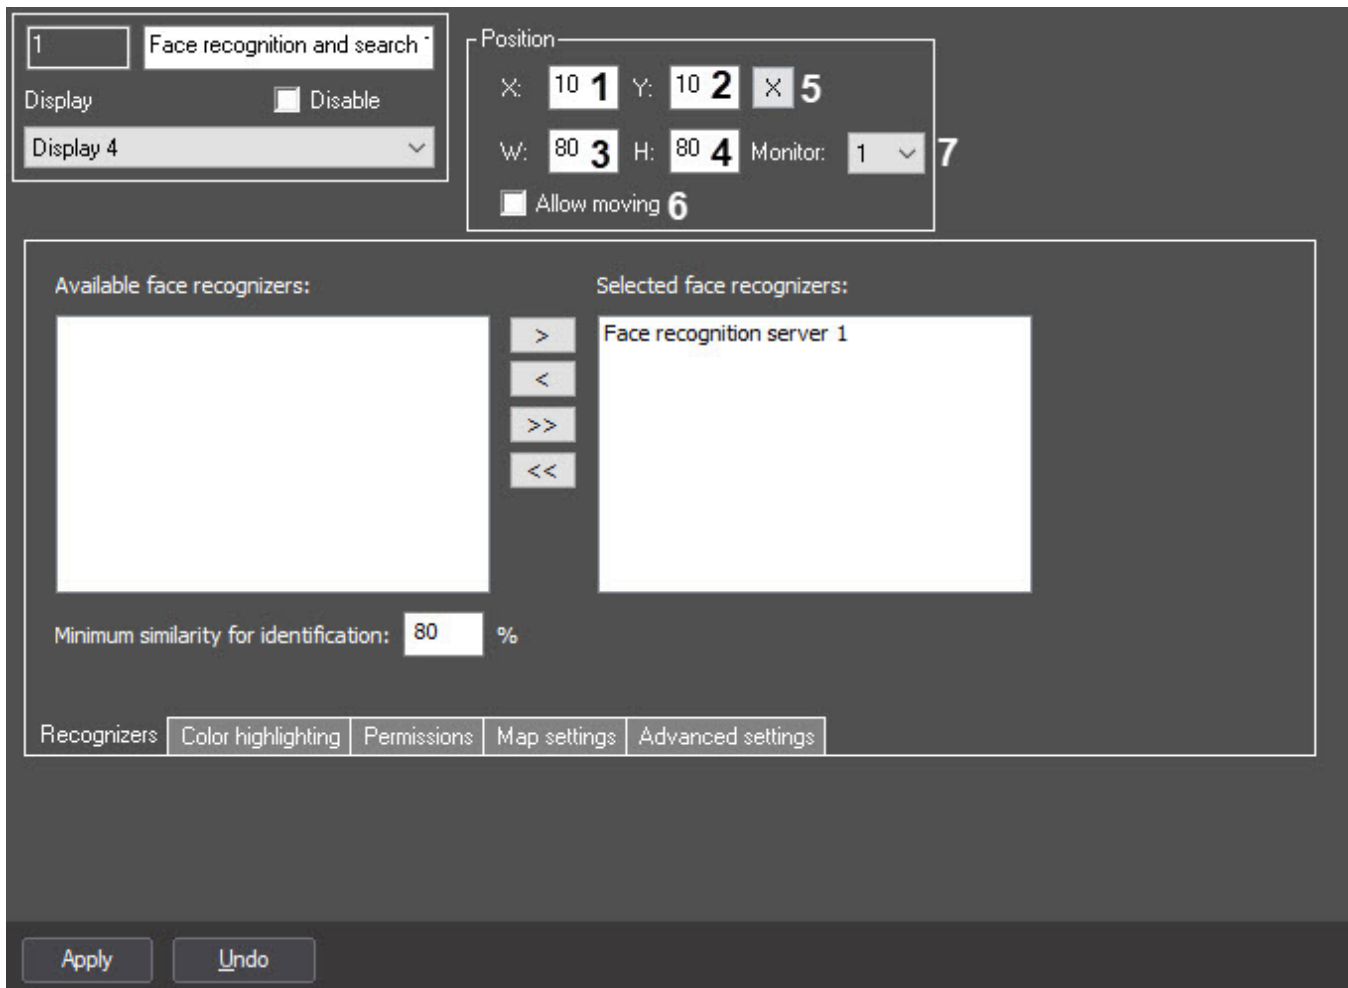 1 Face recognition and search
Display Disable
Display 4
Position
X: 10 1 Y: 10 2 X 5
W: 80 3 H: 80 4 Monitor: 1 7
Allow moving 6
Available face recognizers: Selected face recognizers:
> Face recognition server 1
<
>>
<<
Minimum similarity for identification: 80 %
Recognizers Color highlighting Permissions Map settings Advanced settings
Apply Undo